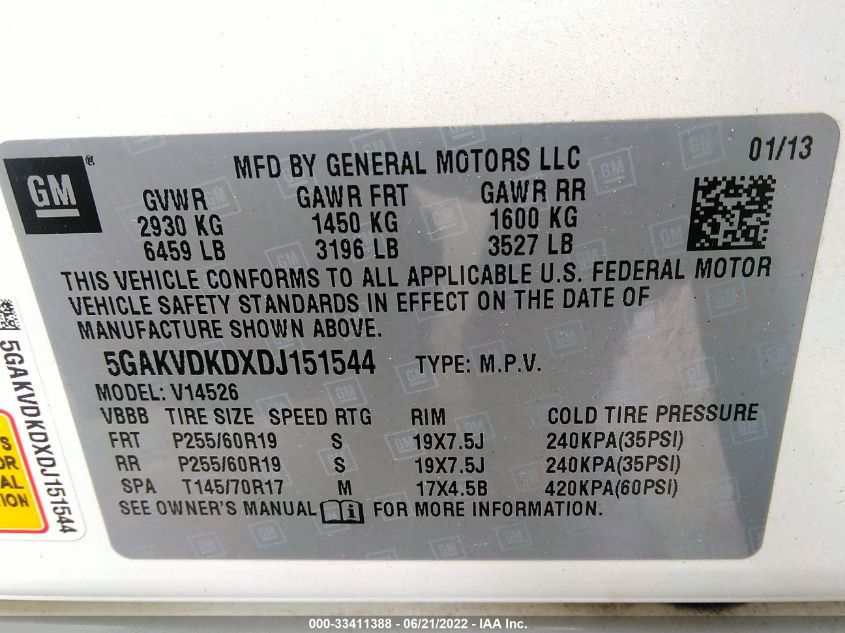 GM ®
MFD BY GENERAL MOTORS LLC
01/13
GVWR GAWR FRT GAWR RR
2930 KG 1450 KG 1600 KG
6459 LB 3196 LB 3527 LB
THIS VEHICLE CONFORMS TO ALL APPLICABLE U.S. FEDERAL MOTOR
VEHICLE SAFETY STANDARDS IN EFFECT ON THE DATE OF
MANUFACTURE SHOWN ABOVE.
5GAKVDKDXDJ151544 TYPE: M.P.V.
MODEL: V14526
VBBB TIRE SIZE SPEED RTG RIM COLD TIRE PRESSURE
FRT P255/60R19 S 19X7.5J 240KPA(35PSI)
RR P255/60R19 S 19X7.5J 240KPA(35PSI)
SPA T145/70R17 M 17X4.5B 420KPA(60PSI)
SEE OWNER'S MANUAL FOR MORE INFORMATION.
5GAKVDKDXDJ151544
S
OR
AL
TION
000-33411388 - 06/21/2022 - IAA Inc.